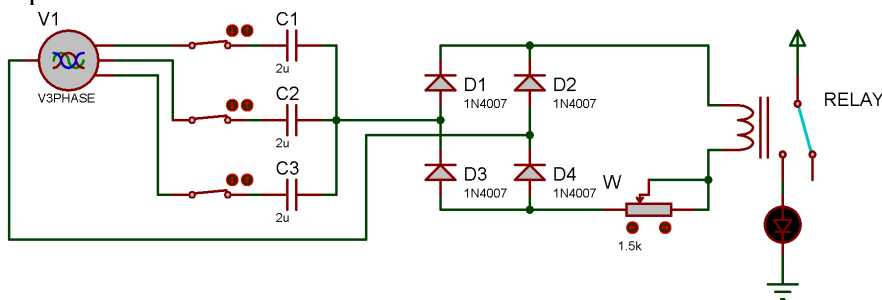 V1
V3PHASE
C1
2u
C2
2u
C3
2u
D1
1N4007
D2
1N4007
D3
1N4007
D4
1N4007
W
1.5k
RELAY